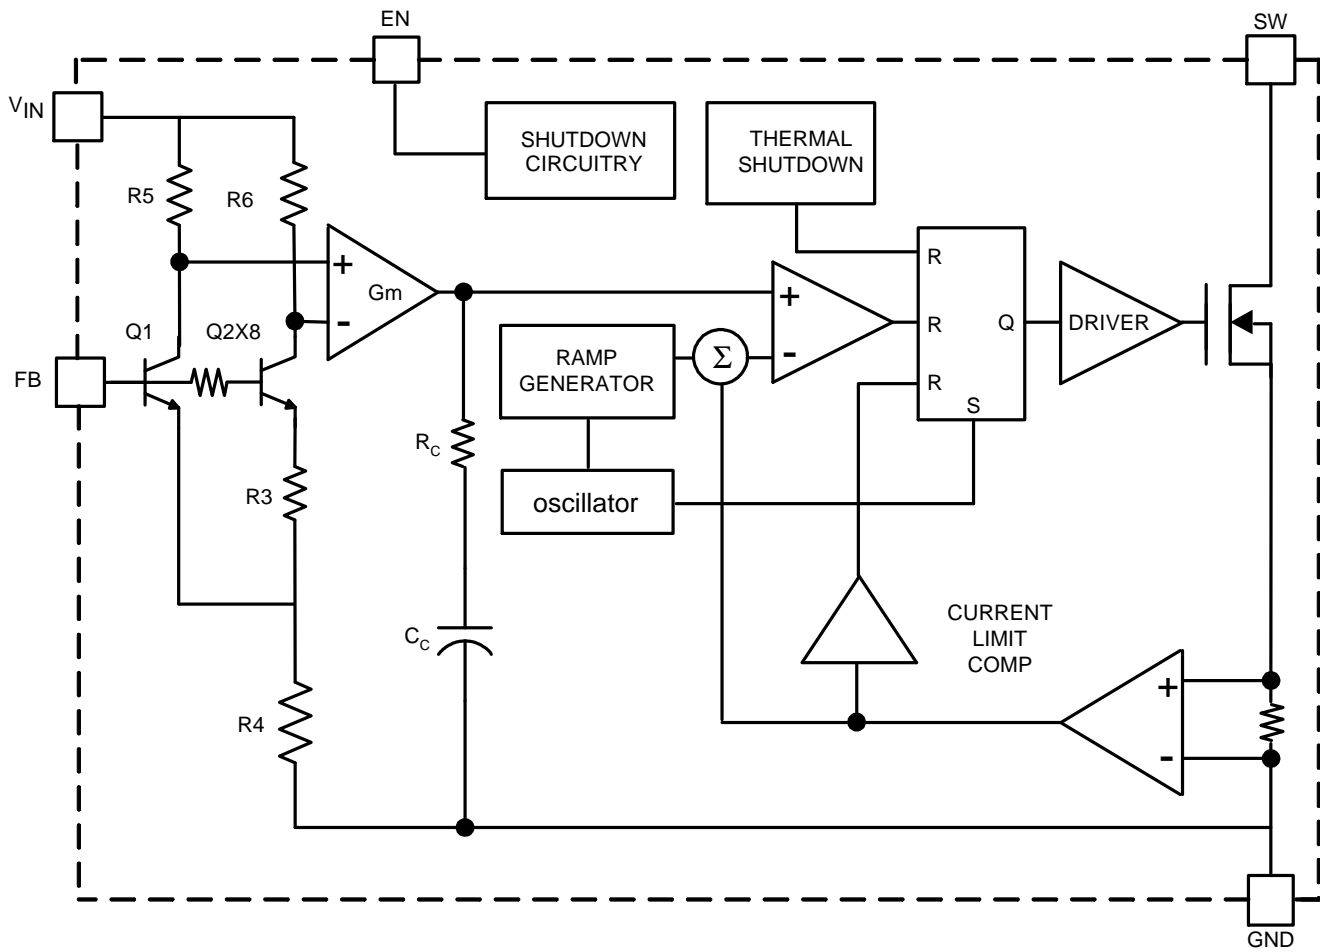 EN
SW
VIN
SHUTDOWN
CIRCUITRY
THERMAL
SHUTDOWN
R5
R6
+
-
Gm
Q1
Q2X8
FB
RAMP
GENERATOR
Σ
+
-
R
R
R
Q
S
DRIVER
RC
R3
oscillator
CC
R4
CURRENT
LIMIT
COMP
+
-
GND